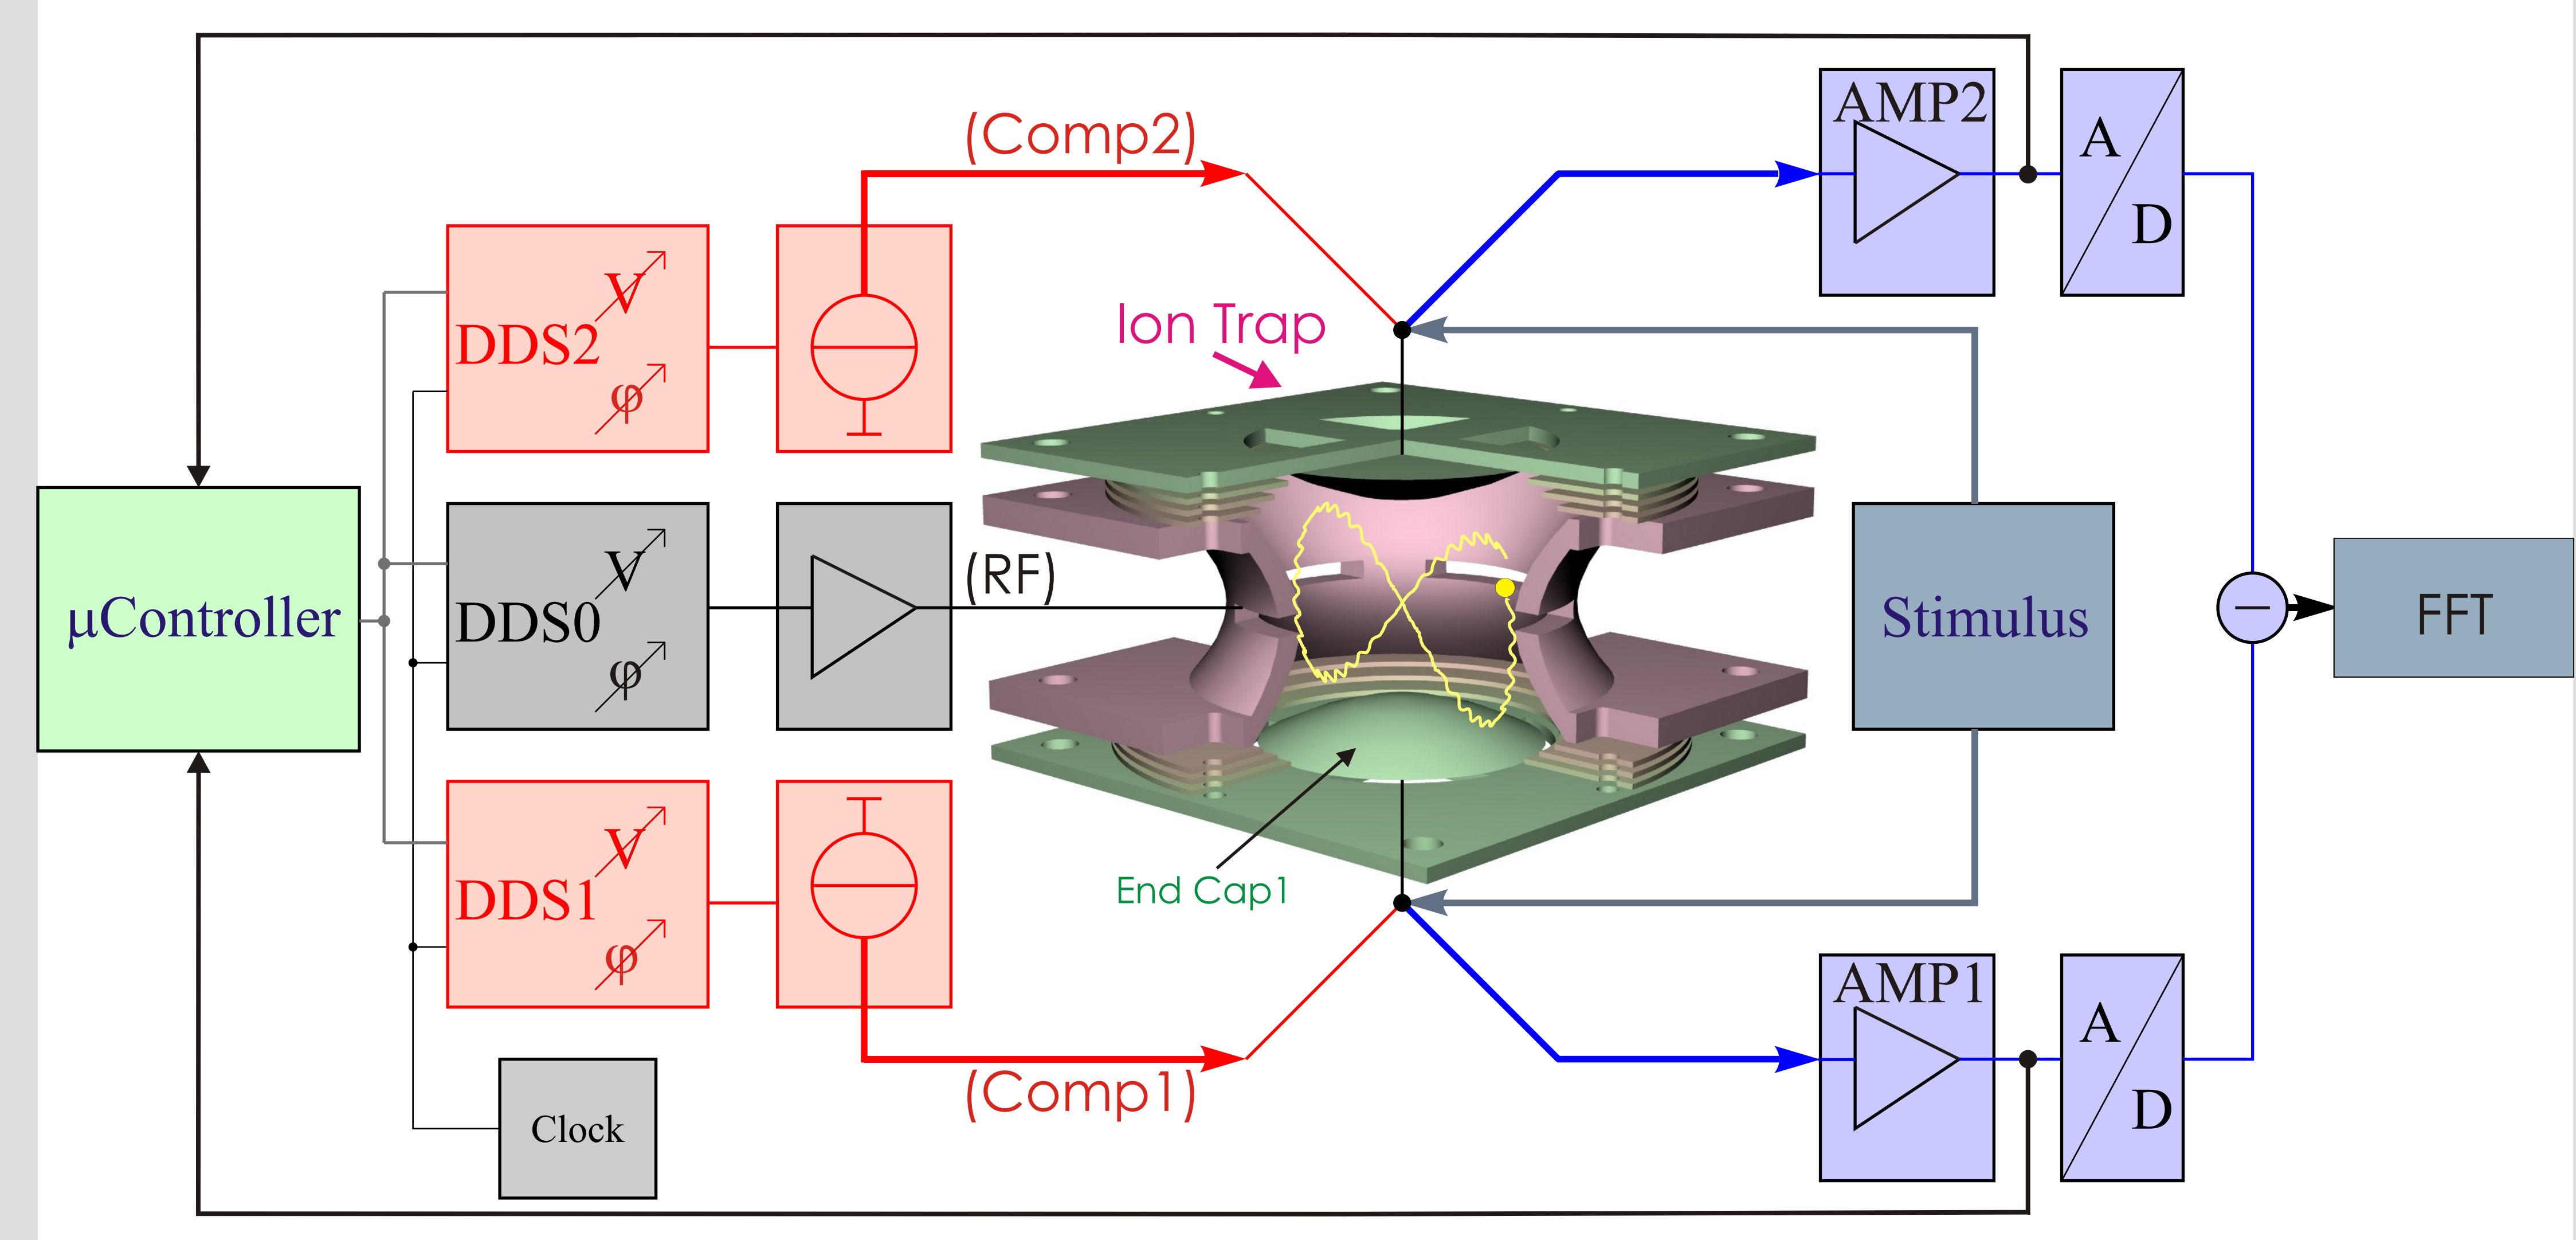 (Comp2)
AMP2
A
D
V
DDS2
φ
Ion Trap
μController
V
DDS0
φ
(RF)
Stimulus
−
FFT
V
DDS1
φ
End Cap1
(Comp1)
AMP1
A
D
Clock